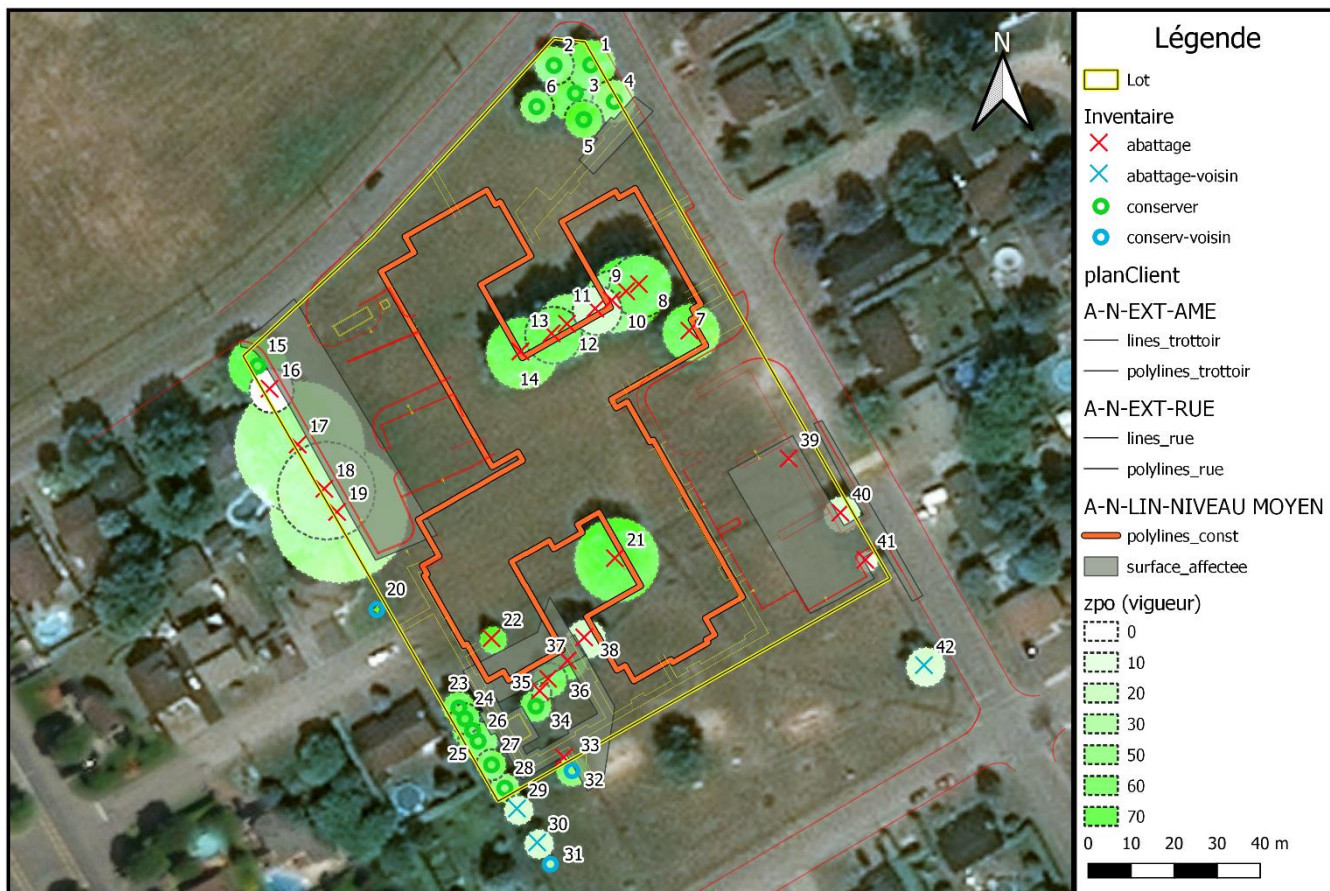 2
1
6
3
4
5
N
9
11
8
13
10
7
12
14
15
16
17
18
19
39
40
41
21
20
22
38
37
42
35
36
23
24
34
26
25
27
33
28
32
29
30
31
Légende
Lot
Inventaire
abattage
abattage-voisin
conserver
conserv-voisin
planClient
A-N-EXT-AME
lines_trottoir
polylines_trottoir
A-N-EXT-RUE
lines_rue
polylines_rue
A-N-LIN-NIVEAU MOYEN
polylines_const
surface_affectee
zpo (vigueur)
0
10
20
30
50
60
70
0 10 20 30 40 m